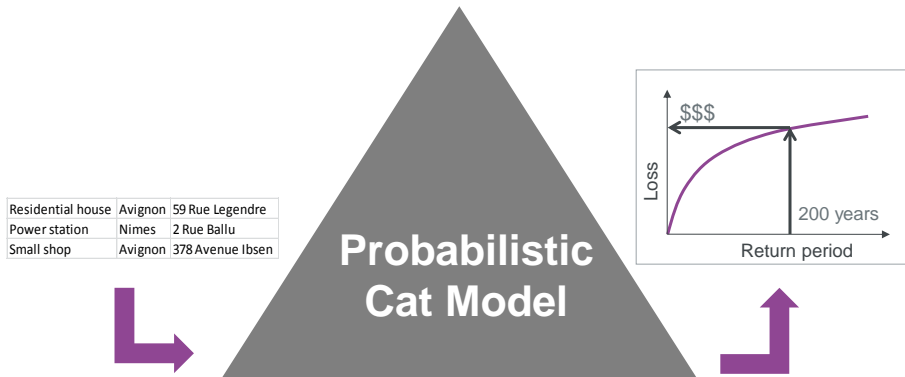 Residential house Avignon 59 Rue Legendre
Power station Nimes 2 Rue Ballu
Small shop Avignon 378 Avenue Ibsen
Probabilistic
Cat Model
$$$
Loss
200 years
Return period